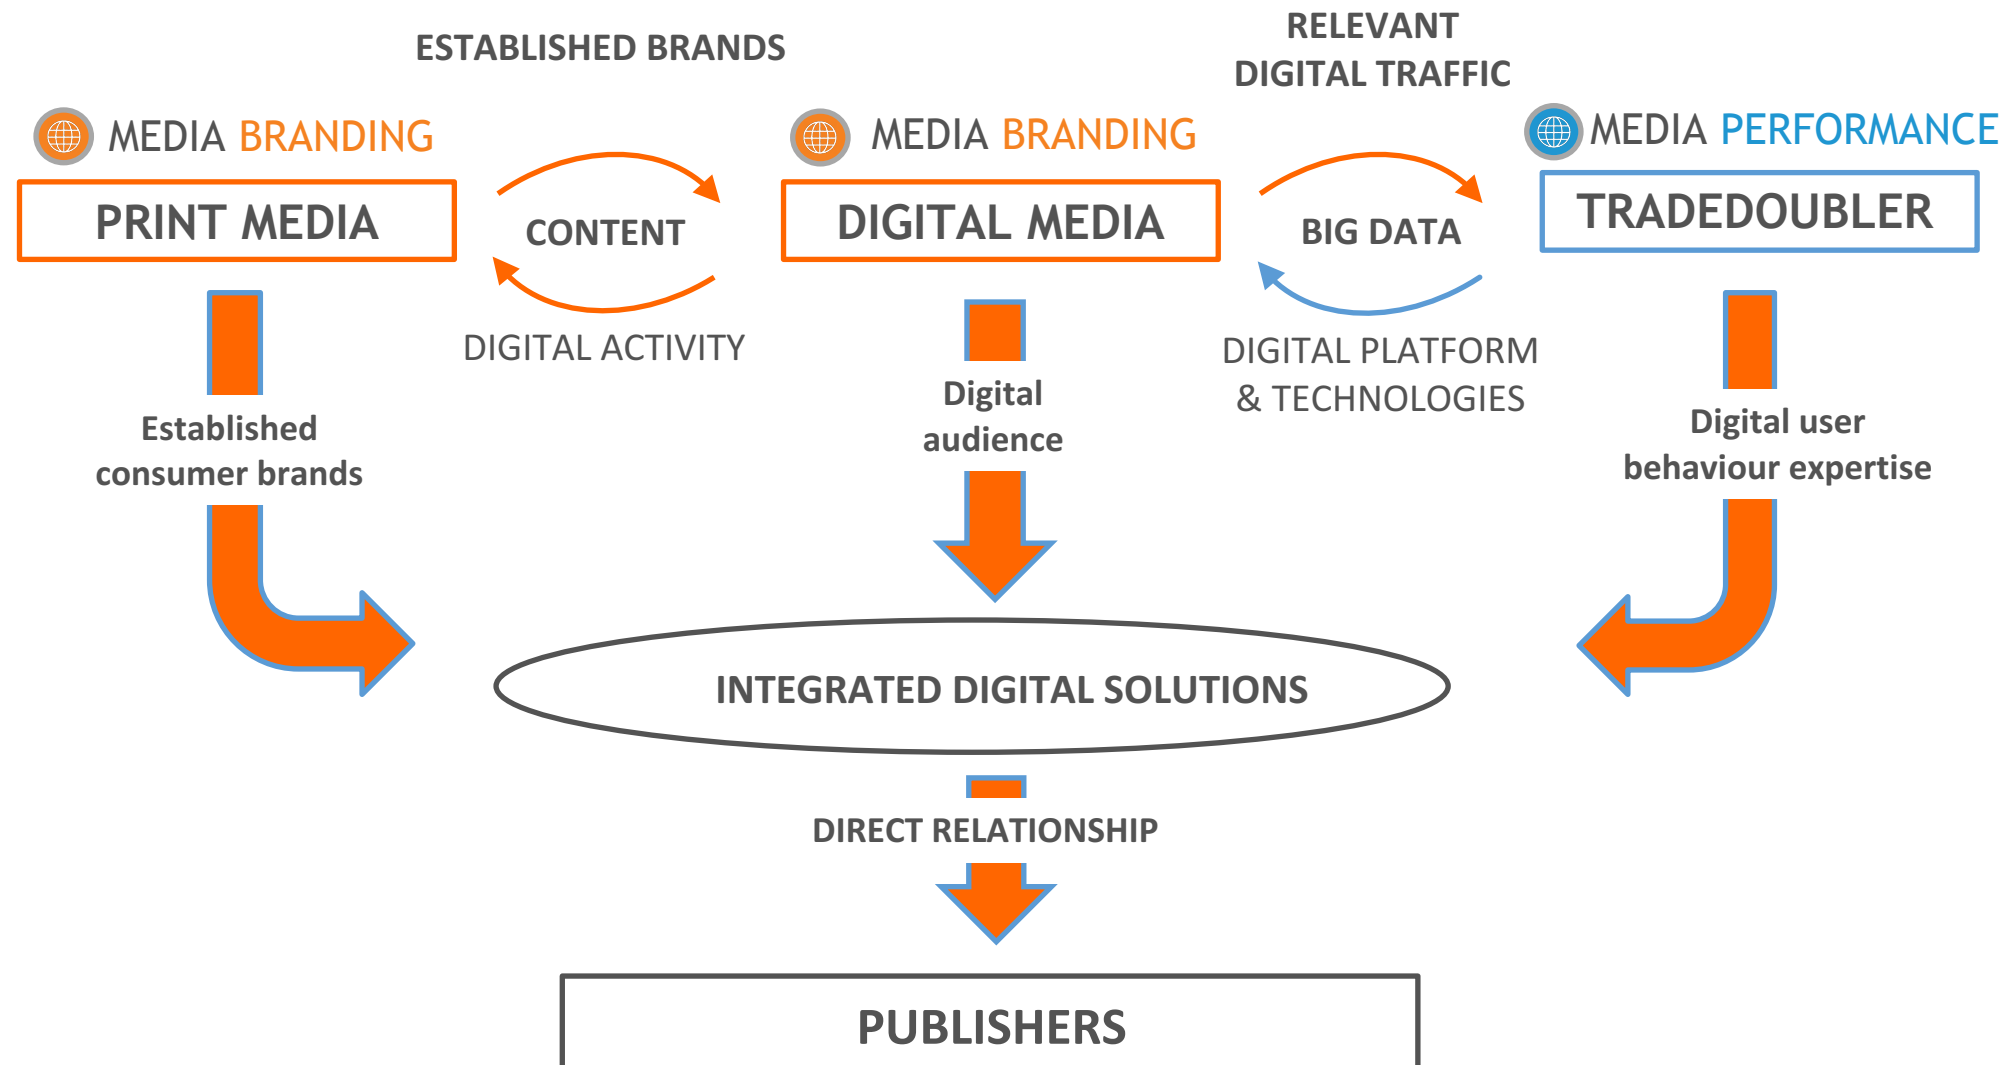 ESTABLISHED BRANDS
RELEVANT
DIGITAL TRAFFIC
MEDIA BRANDING
MEDIA BRANDING
MEDIA PERFORMANCE
PRINT MEDIA
CONTENT
DIGITAL MEDIA
BIG DATA
TRADEDOUBLER
DIGITAL ACTIVITY
DIGITAL PLATFORM
& TECHNOLOGIES
Established
consumer brands
Digital
audience
Digital user
behaviour expertise
INTEGRATED DIGITAL SOLUTIONS
DIRECT RELATIONSHIP
PUBLISHERS